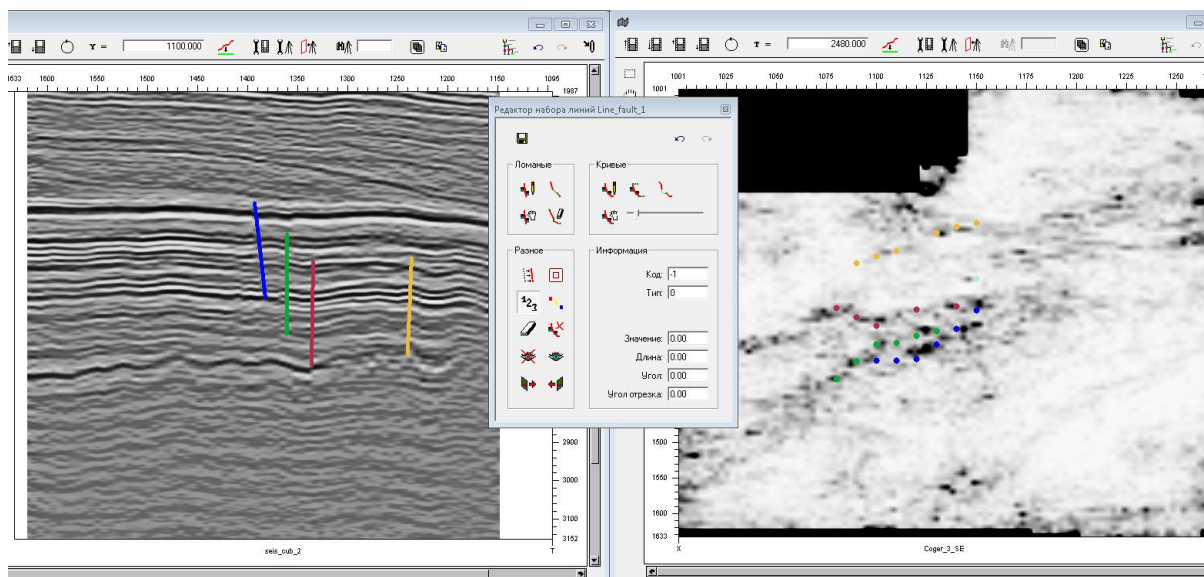 Y = 1100.000
1633 1600 1550 1500 1450 1400 1350 1300 1250 1200 1150 1095
1987
2900
3000
3100
3152
seis_cub_2
T
Редактор набора линий Line_fault_1
Ломаные
Кривые
Разное
Информация
Код: -1
Тип: 0
123
Значение: 0.00
Длина: 0.00
Угол: 0.00
Угол отрезка: 0.00
T = 2480.000
1001 1025 1050 1075 1100 1125 1150 1175 1200 1225 1250
1001
1500
1550
1600
1633
X
Coger_3_SE